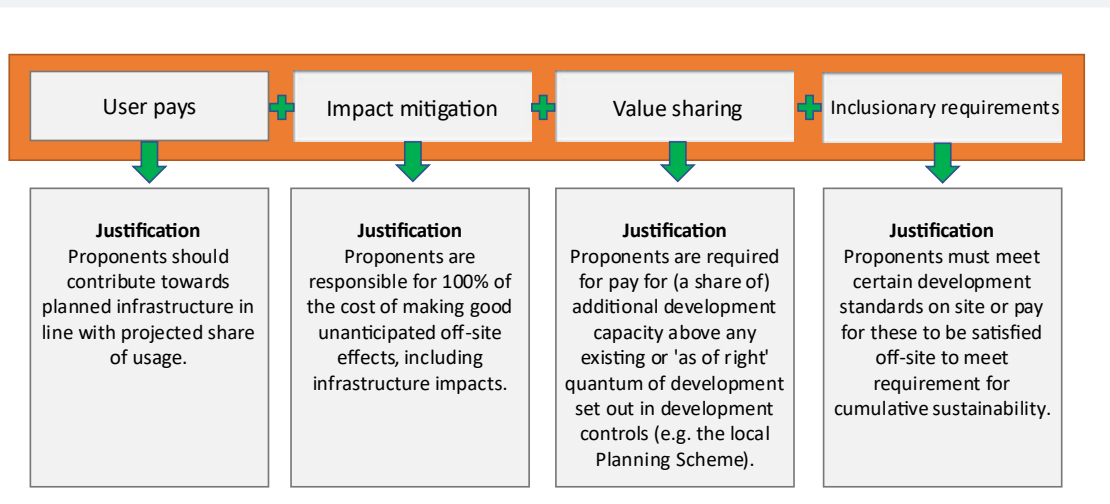 User pays
Impact mitigation
Value sharing
Inclusionary requirements
Justification
Proponents should
contribute towards
planned infrastructure in
line with projected share
of usage.
Justification
Proponents are
responsible for 100% of
the cost of making good
unanticipated off-site
effects, including
infrastructure impacts.
Justification
Proponents are required
for pay for (a share of)
additional development
capacity above any
existing or 'as of right'
quantum of development
set out in development
controls (e.g. the local
Planning Scheme).
Justification
Proponents must meet
certain development
standards on site or pay
for these to be satisfied
off-site to meet
requirement for
cumulative sustainability.